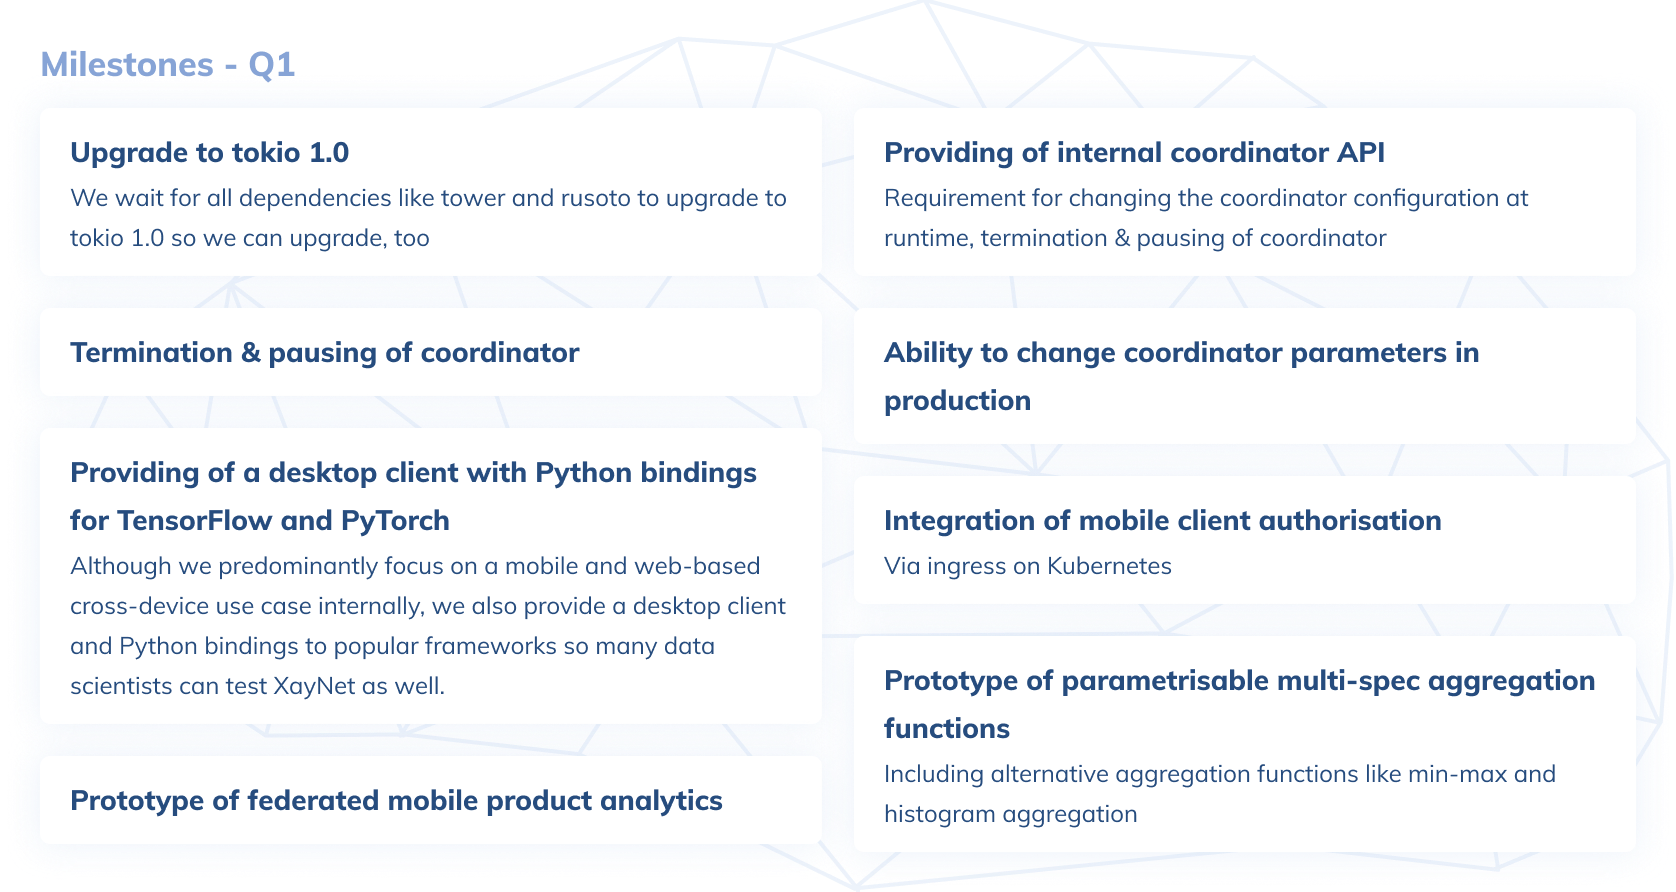 Milestones - Q1
Upgrade to tokio 1.0
We wait for all dependencies like tower and rusoto to upgrade to
tokio 1.0 so we can upgrade, too
Termination & pausing of coordinator
Providing of a desktop client with Python bindings
for TensorFlow and PyTorch
Although we predominantly focus on a mobile and web-based
cross-device use case internally, we also provide a desktop client
and Python bindings to popular frameworks so many data
scientists can test XayNet as well.
Prototype of federated mobile product analytics
Providing of internal coordinator API
Requirement for changing the coordinator configuration at
runtime, termination & pausing of coordinator
Ability to change coordinator parameters in
production
Integration of mobile client authorisation
Via ingress on Kubernetes
Prototype of parametrisable multi-spec aggregation
functions
Including alternative aggregation functions like min-max and
histogram aggregation